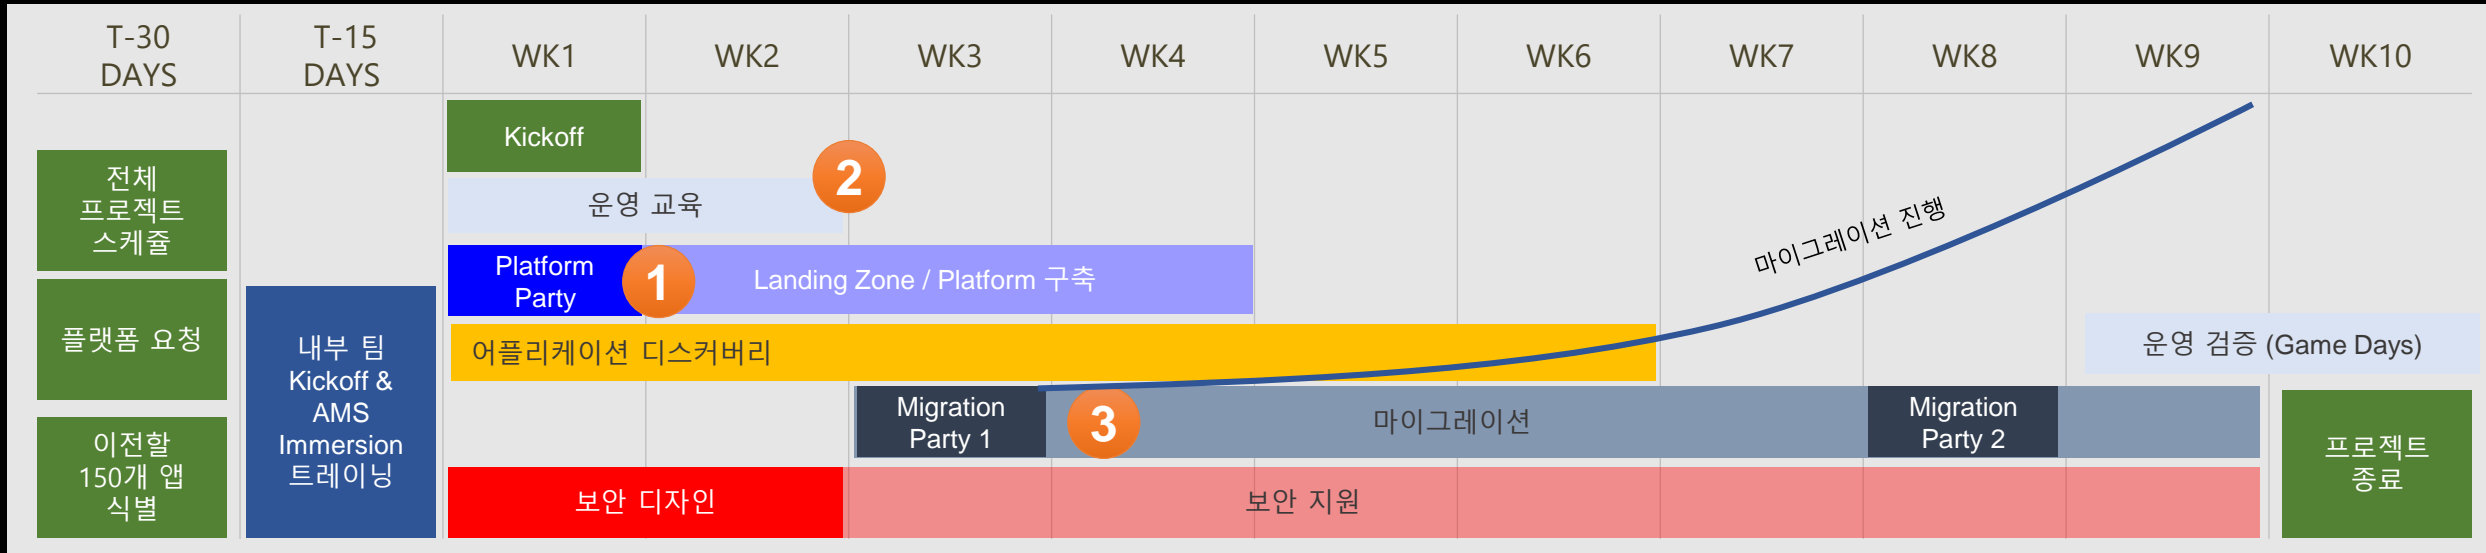 T-30
DAYS
T-15
DAYS
WK1
WK2
WK3
WK4
WK5
WK6
WK7
WK8
WK9
WK10
Kickoff
전체
프로젝트
스케쥴
2
운영 교육
마이그레이션 진행
Platform
Party
1
Landing Zone / Platform 구축
플랫폼 요청
내부 팀
Kickoff &
AMS
Immersion
트레이닝
어플리케이션 디스커버리
운영 검증 (Game Days)
Migration
Party 1
3
마이그레이션
Migration
Party 2
이전할
150개 앱
식별
프로젝트
종료
보안 디자인
보안 지원